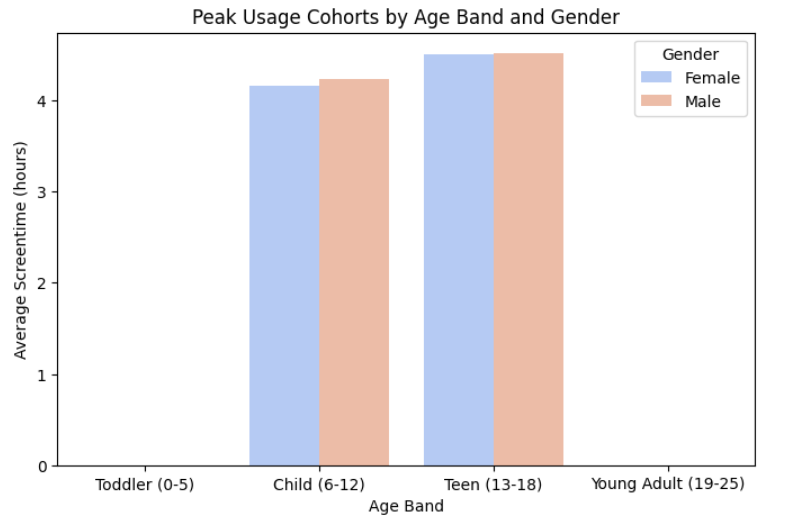 Peak Usage Cohorts by Age Band and Gender
Gender
Female
Male
Average Screentime (hours)
4
3
2
1
0
Toddler (0-5)
Child (6-12)
Teen (13-18)
Young Adult (19-25)
Age Band